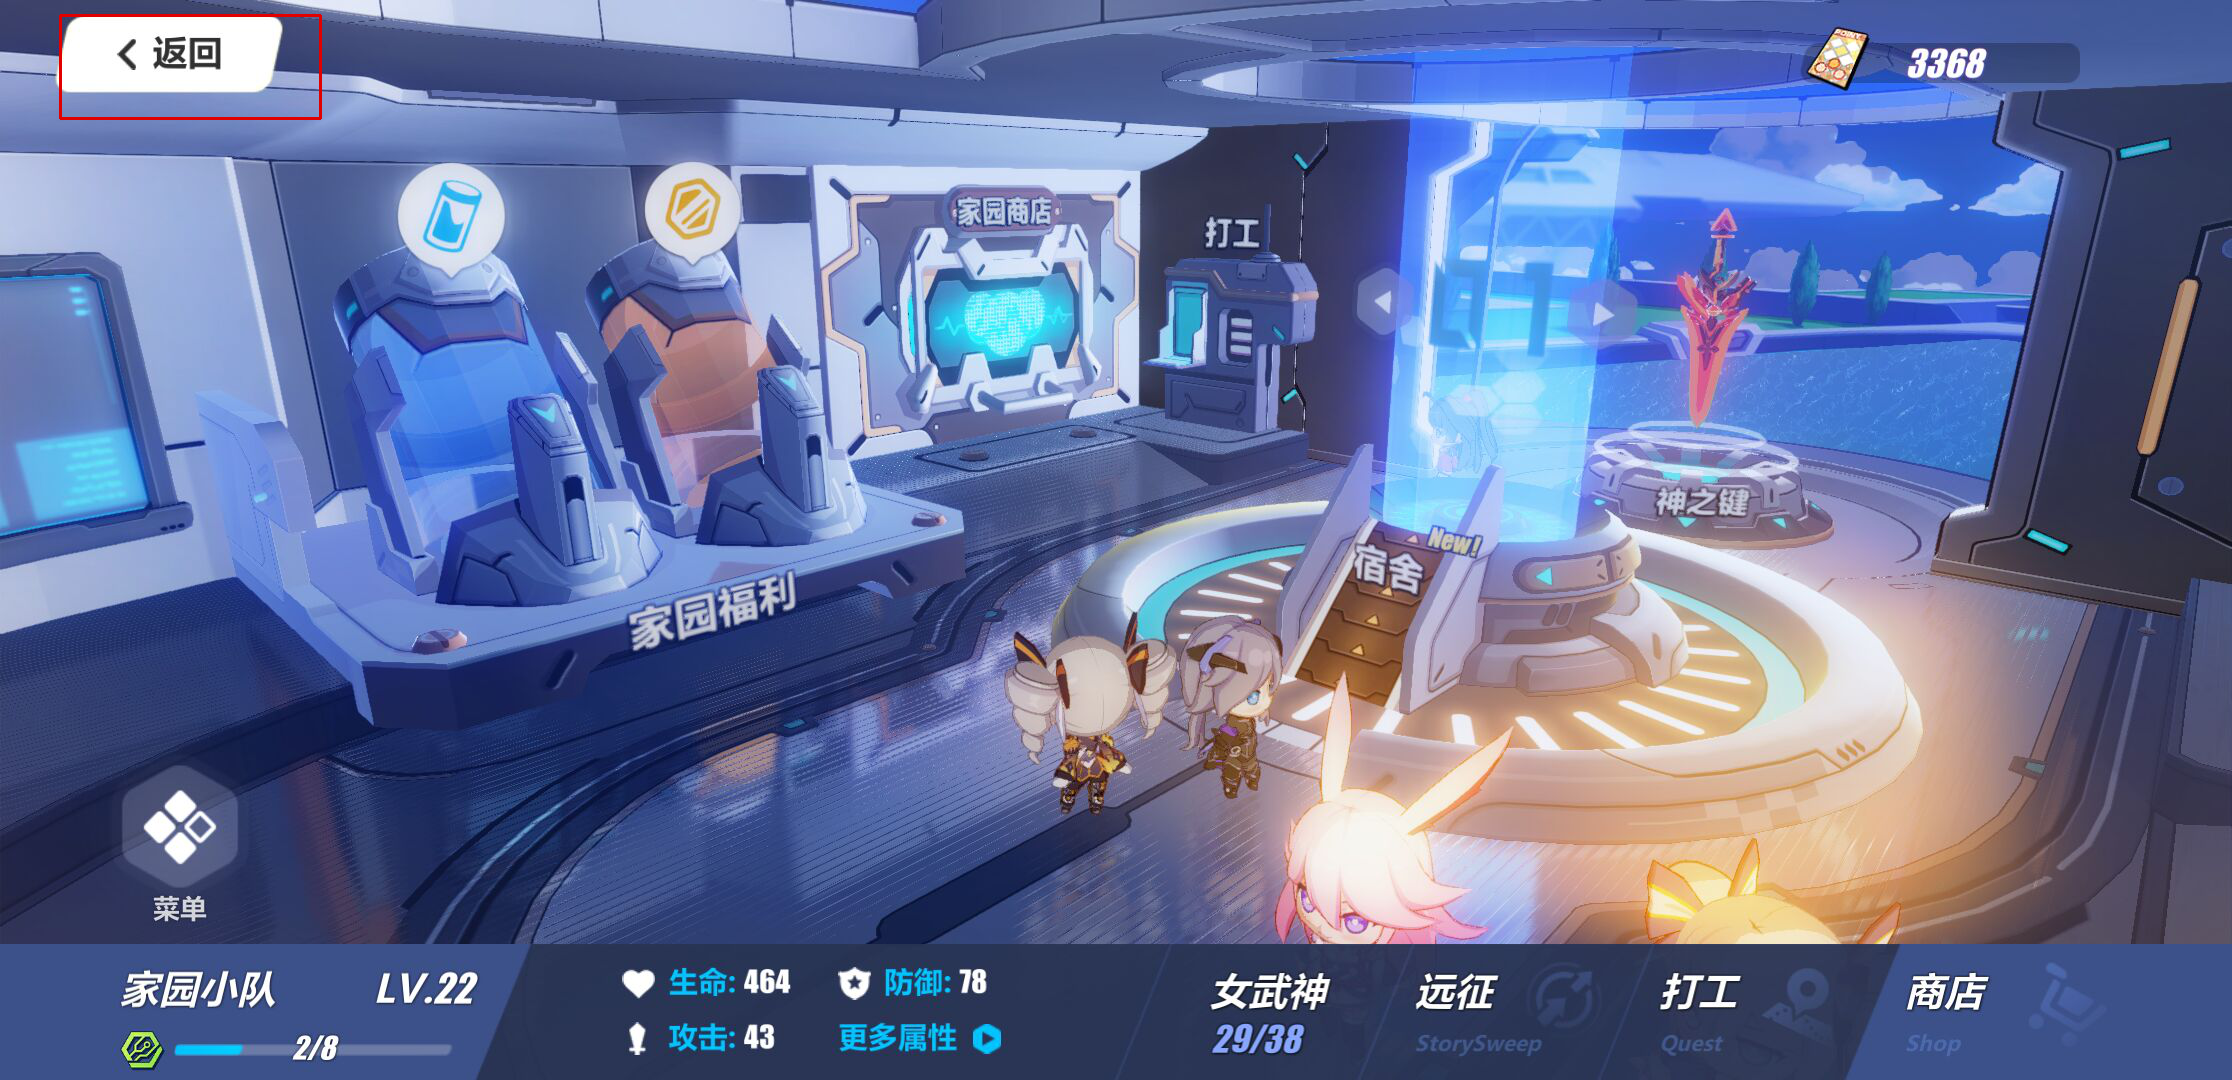 返回
3368
家园商店
打工
神之键
New!
宿舍
家园福利
菜单
家园小队 LV.22
2/8
生命: 464
防御: 78
攻击: 43
更多属性
女武神
29/38
远征
StorySweep
打工
Quest
商店
Shop